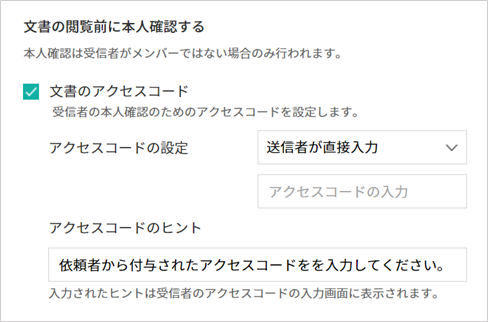 文書の閲覧前に本人確認する
本人確認は受信者がメンバーではない場合のみ行われます。
文書のアクセスコード
受信者の本人確認のためのアクセスコードを設定します。
アクセスコードの設定
送信者が直接入力
アクセスコードの入力
アクセスコードのヒント
依頼者から付与されたアクセスコードをを入力してください。
入力されたヒントは受信者のアクセスコードの入力画面に表示されます。